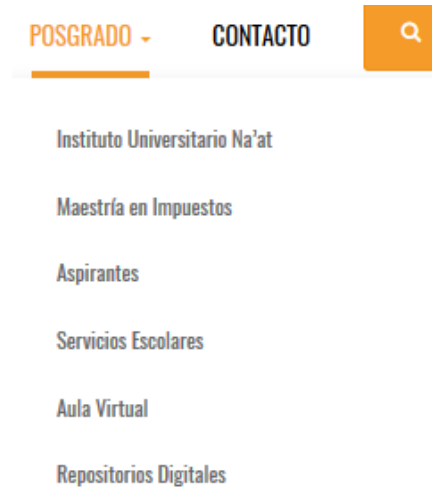 POSGRADO CONTACTO
Instituto Universitario Na’at
Maestría en Impuestos
Aspirantes
Servicios Escolares
Aula Virtual
Repositorios Digitales